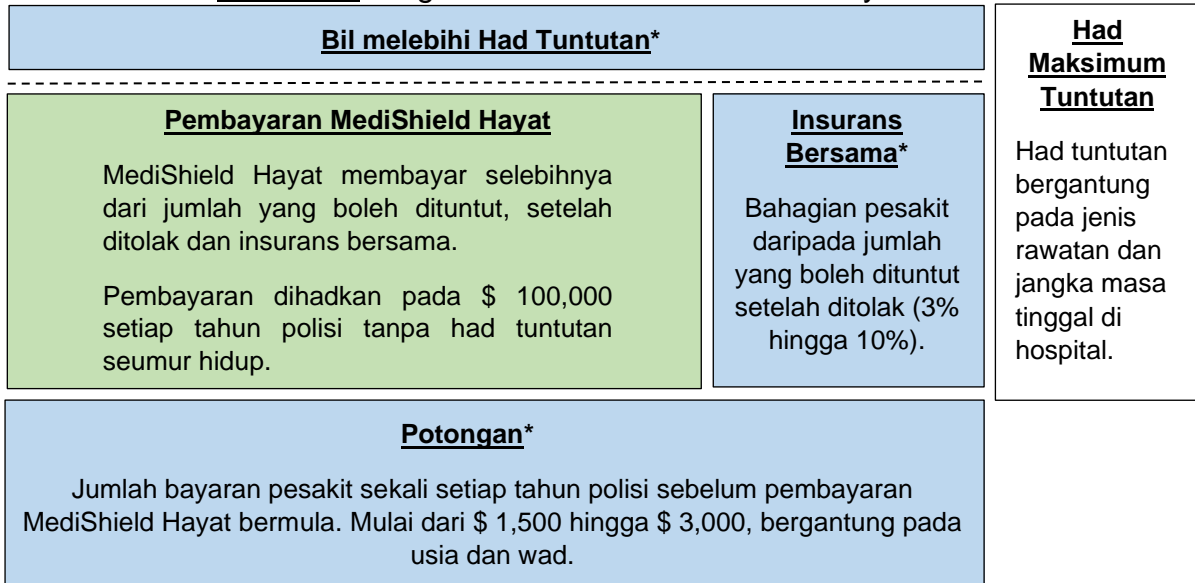 Bil melebihi Had Tuntutan*
Pembayaran MediShield Hayat
MediShield Hayat membayar selebihnya
dari jumlah yang boleh dituntut, setelah
ditolak dan insurans bersama.
Pembayaran dihadkan pada $ 100,000
setiap tahun polisi tanpa had tuntutan
seumur hidup.
Insurans
Bersama*
Bahagian pesakit
daripada jumlah
yang boleh dituntut
setelah ditolak (3%
hingga 10%).
Had
Maksimum
Tuntutan
Had tuntutan
bergantung
pada jenis
rawatan dan
jangka masa
tinggal di
hospital.
Potongan*
Jumlah bayaran pesakit sekali setiap tahun polisi sebelum pembayaran
MediShield Hayat bermula. Mulai dari $ 1,500 hingga $ 3,000, bergantung pada
usia dan wad.